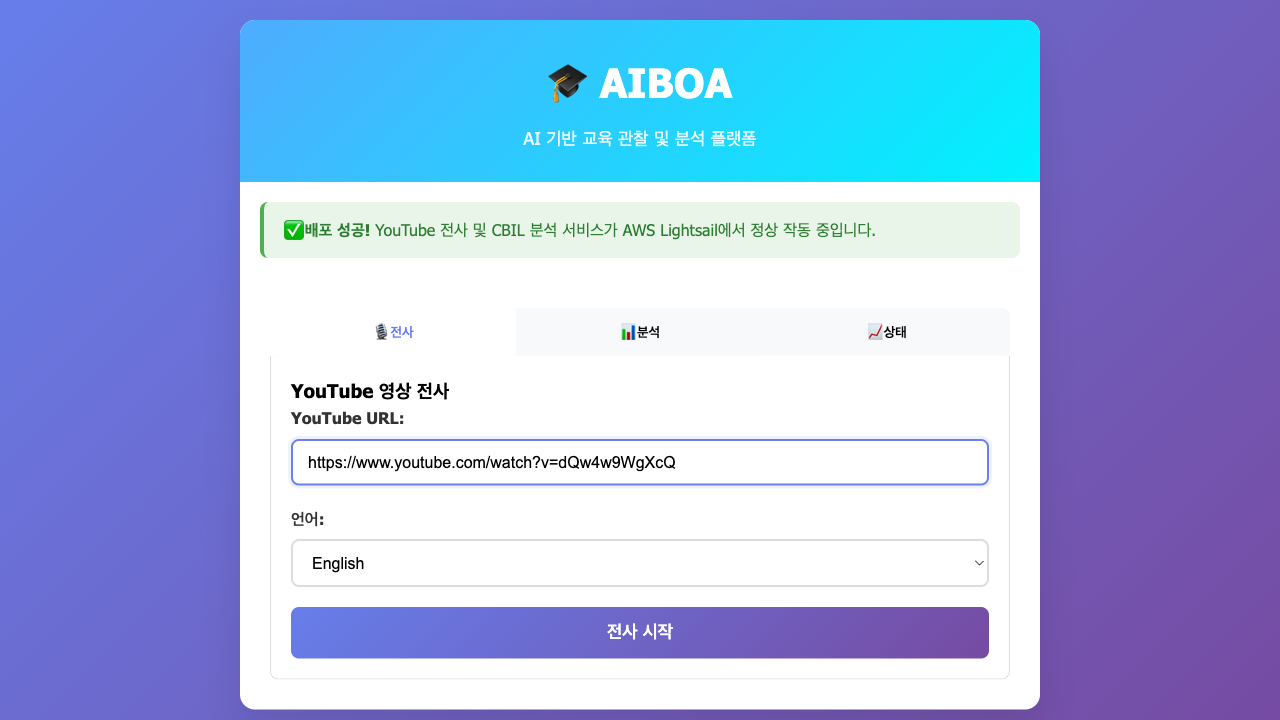 🎓 AIBOA
AI 기반 교육 관찰 및 분석 플랫폼
✅배포 성공! YouTube 전사 및 CBIL 분석 서비스가 AWS Lightsail에서 정상 작동 중입니다.
🎙️전사 📊분석 📈상태
YouTube 영상 전사
YouTube URL:
https://www.youtube.com/watch?v=dQw4w9WgXcQ
언어:
English
전사 시작